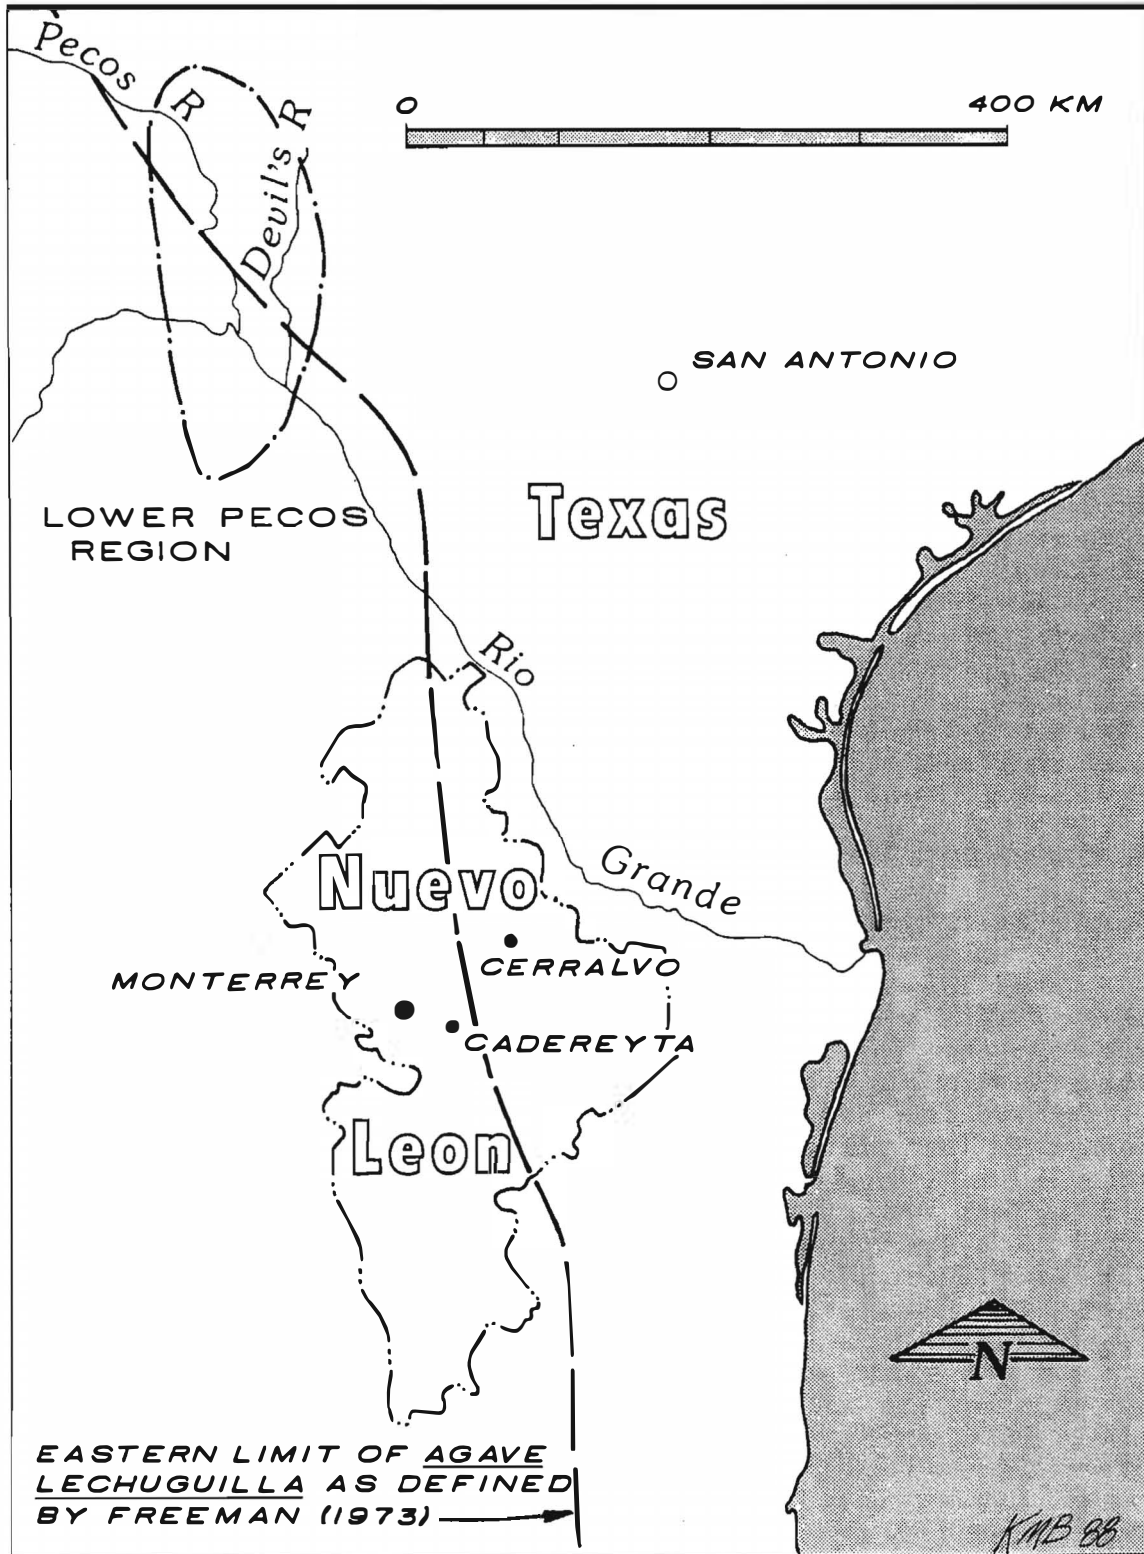 Pecos R
Devil's R
0 400 KM
SAN ANTONIO
Texas
LOWER PECOS
REGION
Rio
Grande
Nuevo
CERRALVO
MONTERREY
CADEREYTA
Leon
N
EASTERN LIMIT OF AGAVE
LECHUGUILLA AS DEFINED
BY FREEMAN (1973)
KMB 88